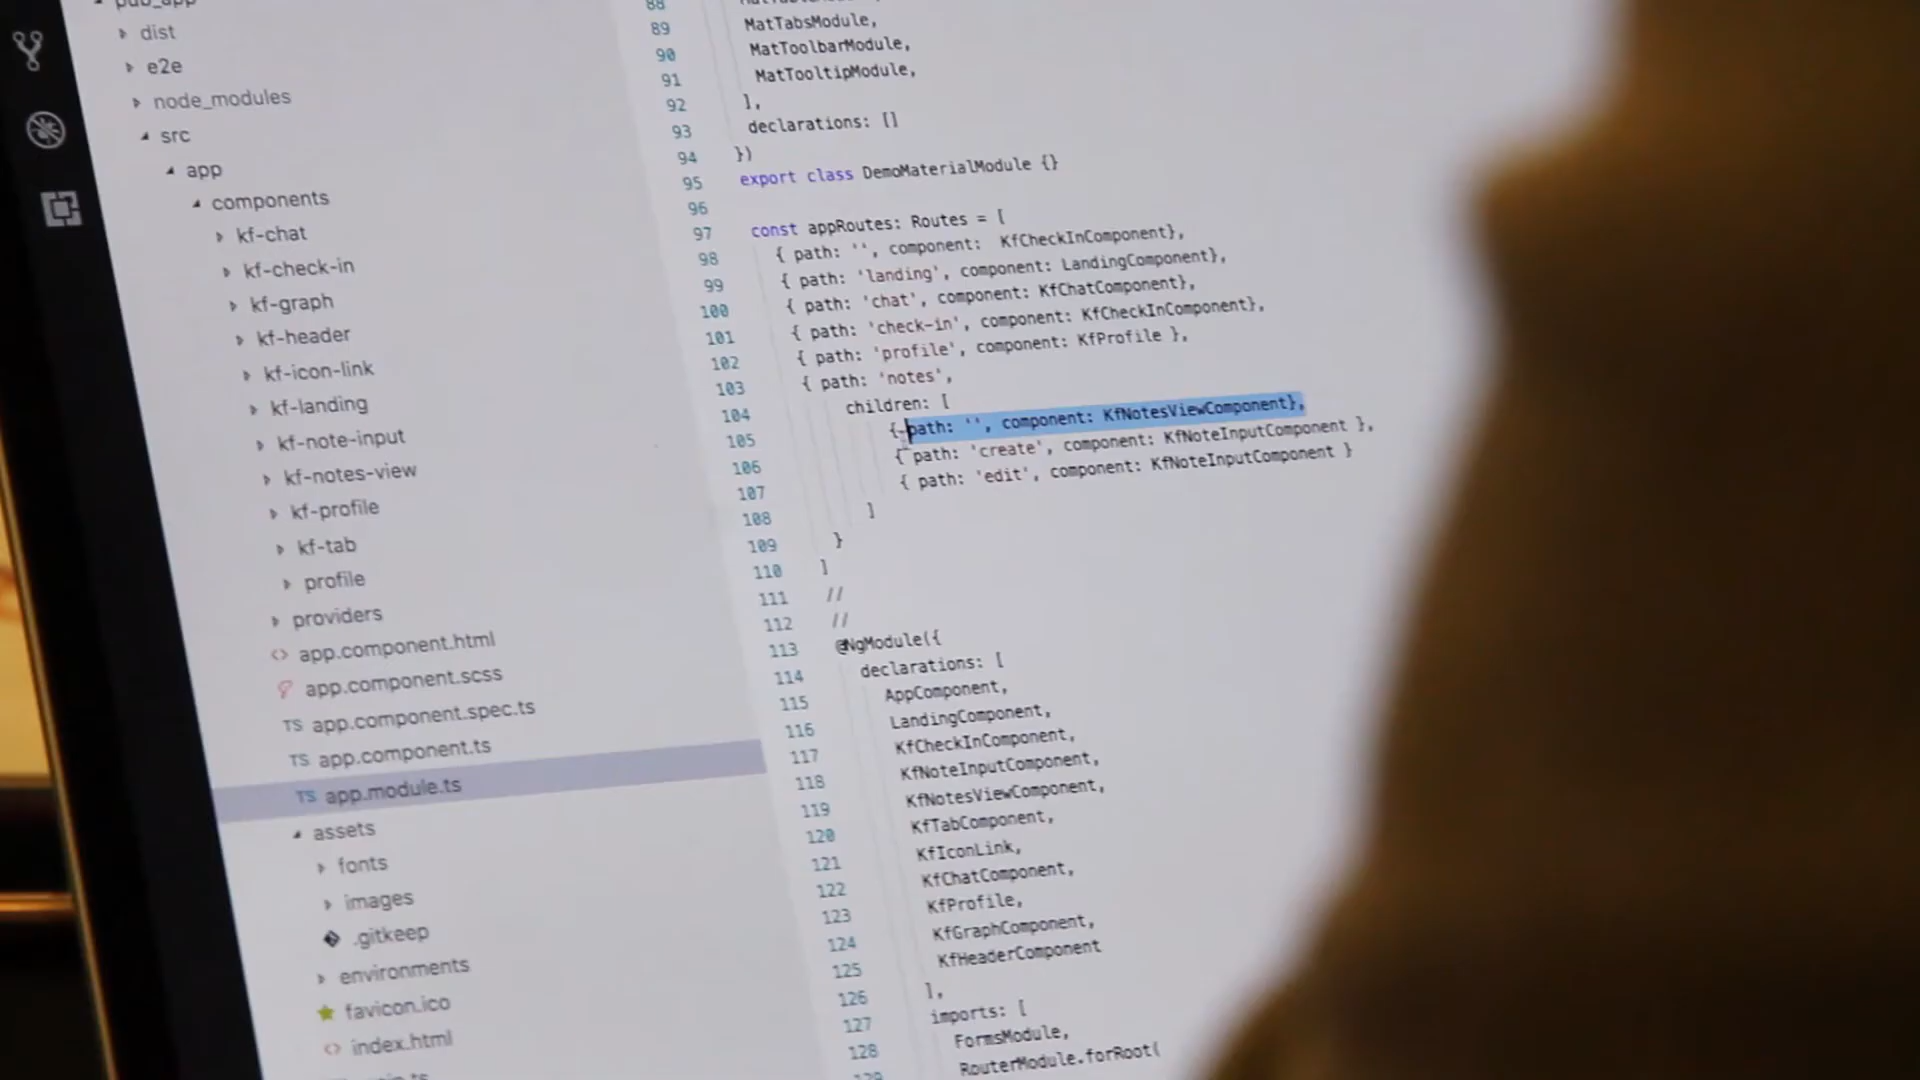 pub_app
dist
e2e
node_modules
src
app
components
kf-chat
kf-check-in
kf-graph
kf-header
kf-icon-link
kf-landing
kf-note-input
kf-notes-view
kf-profile
kf-tab
profile
providers
<> app.component.html
app.component.scss
TS app.component.spec.ts
TS app.component.ts
TS app.module.ts
assets
fonts
images
.gitkeep
environments
favicon.ico
<> index.html
88
89 MatTabsModule,
90 MatToolbarModule,
91 MatTooltipModule,
92 ],
93 declarations: []
94 })
95 export class DemoMaterialModule {}
96
97 const appRoutes: Routes = [
98 { path: '', component: KfCheckInComponent},
99 { path: 'landing', component: LandingComponent},
100 { path: 'chat', component: KfChatComponent},
101 { path: 'check-in', component: KfCheckInComponent},
102 { path: 'profile', component: KfProfile },
103 { path: 'notes',
104 children: [
105 { path: '', component: KfNotesViewComponent},
106 { path: 'create', component: KfNoteInputComponent },
107 { path: 'edit', component: KfNoteInputComponent }
108 ]
109 }
110 ]
111 //
112 //
113 @NgModule({
114 declarations: [
115 AppComponent,
116 LandingComponent,
117 KfCheckInComponent,
118 KfNoteInputComponent,
119 KfNotesViewComponent,
120 KfTabComponent,
121 KfIconLink,
122 KfChatComponent,
123 KfProfile,
124 KfGraphComponent,
125 KfHeaderComponent
126 ],
127 imports: [
128 FormsModule,
129 RouterModule.forRoot(